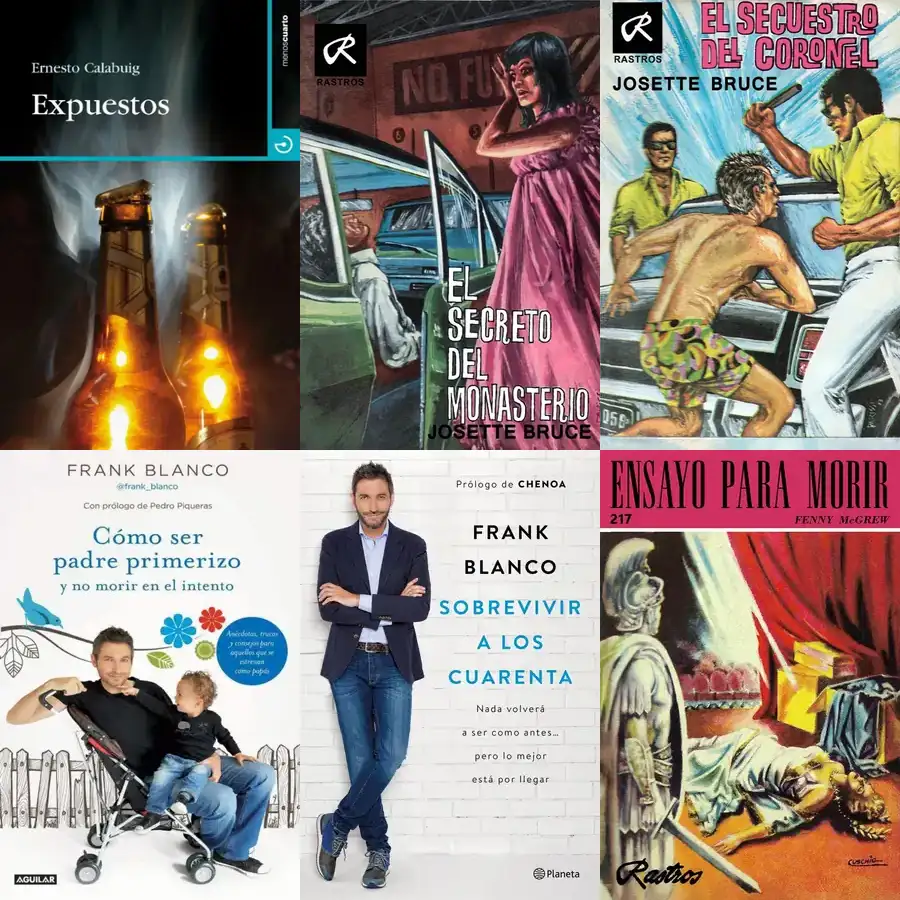 Ernesto Calabuig
Expuestos
menoscuarto
RASTROS
NO FU
EL
SECRETO
DEL
MONASTERIO
JOSETTE BRUCE
EL SECUESTRO
DEL CORONEL
RASTROS
JOSETTE BRUCE
FRANK BLANCO
@frank_blanco
Con prólogo de Pedro Piqueras
Cómo ser
padre primerizo
y no morir en el intento
Anécdotas, trucos
y consejos para
aquellos que se
estrenan
como papás
AGUILAR
Prólogo de CHENOA
FRANK
BLANCO
SOBREVIVIR
A LOS
CUARENTA
Nada volverá
a ser como antes...
pero lo mejor
está por llegar
Planeta
ENSAYO PARA MORIR
217
FENNY McGREW
Rastros